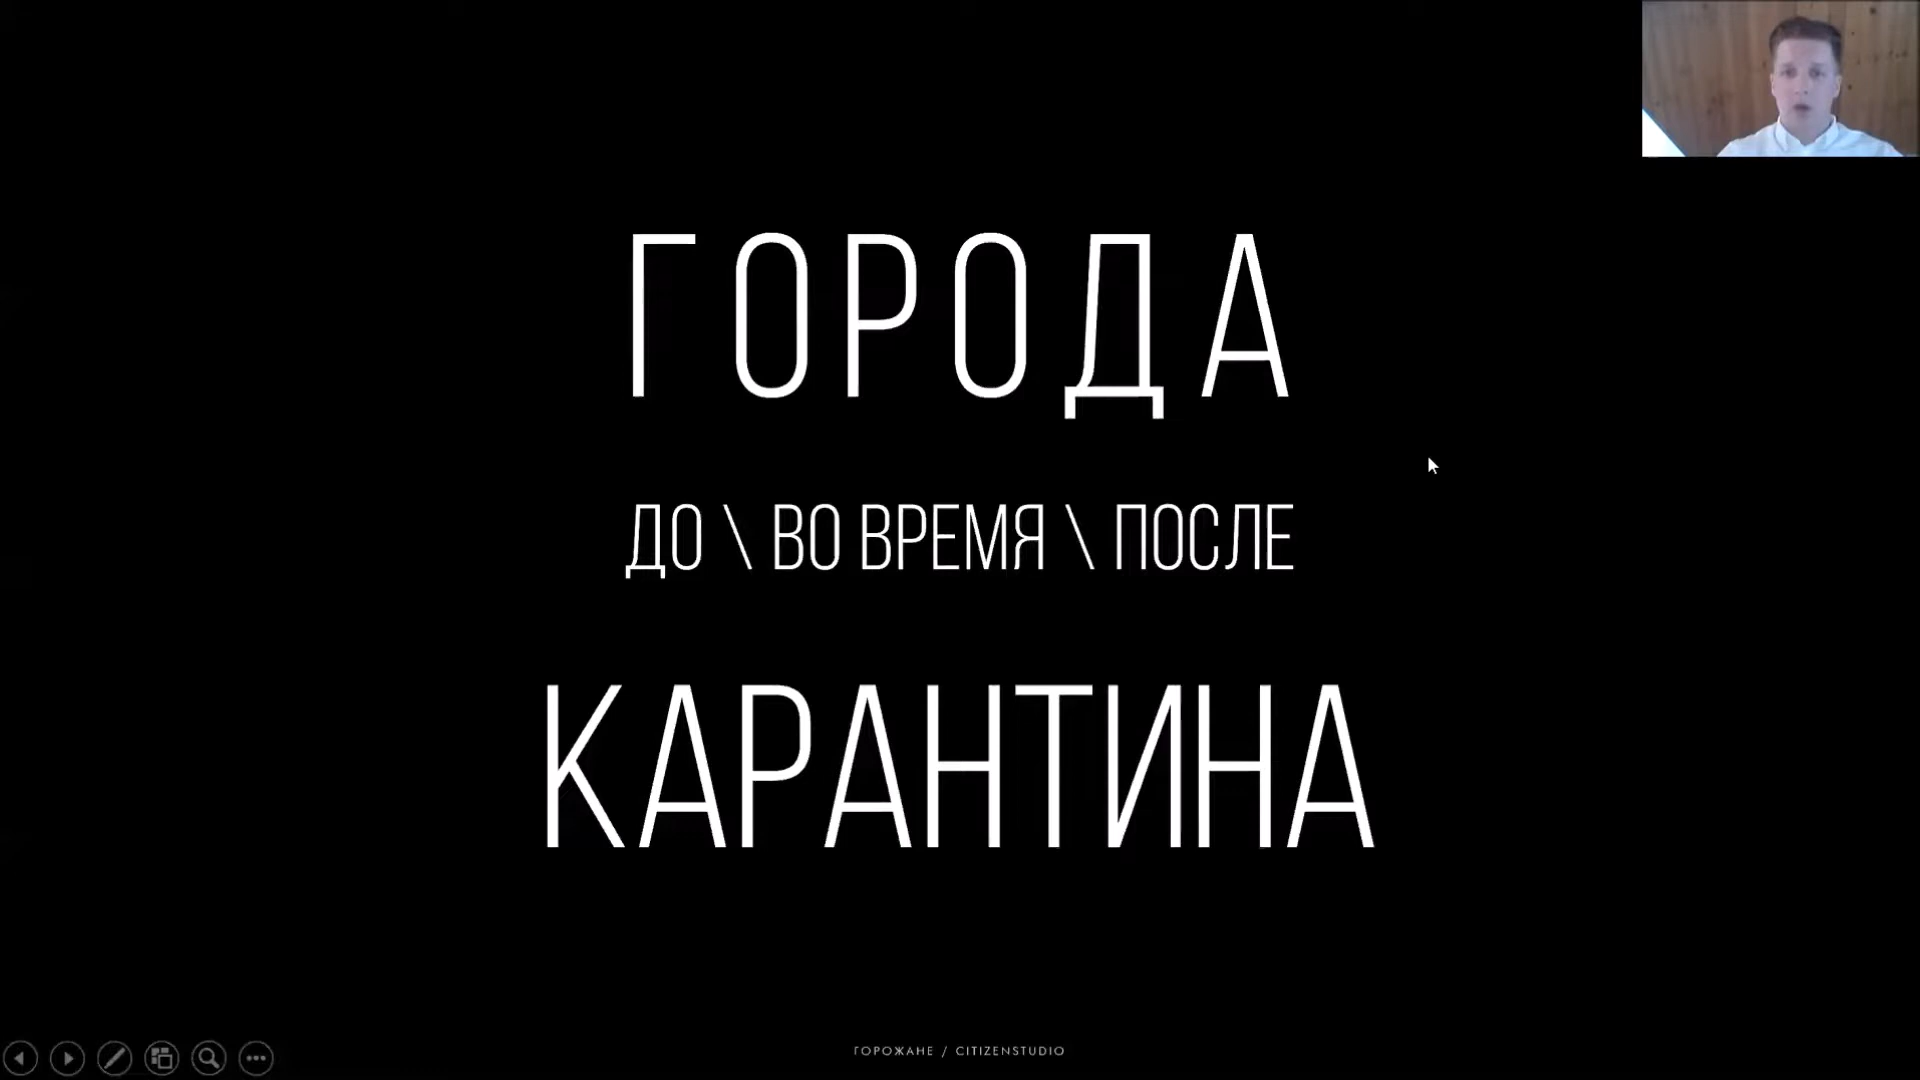 ГОРОДА
ДО \ ВО ВРЕМЯ \ ПОСЛЕ
КАРАНТИНА
ГОРОЖАНЕ / CITIZENSTUDIO